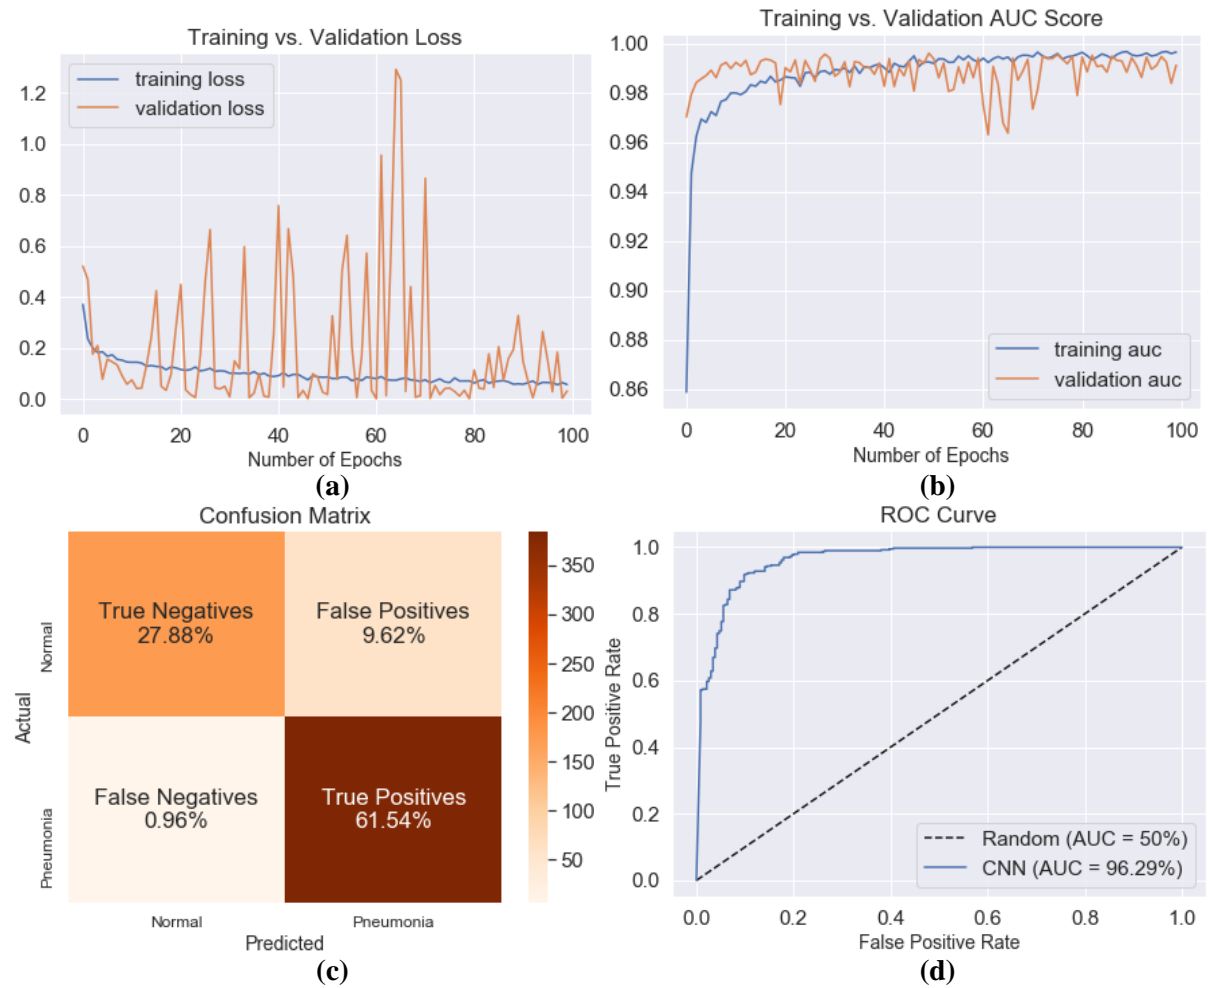 Training vs. Validation Loss
training loss
validation loss
1.2
1.0
0.8
0.6
0.4
0.2
0.0
0 20 40 60 80 100
Number of Epochs
(a)
Training vs. Validation AUC Score
1.00
0.98
0.96
0.94
0.92
0.90
0.88
0.86
training auc
validation auc
0 20 40 60 80 100
Number of Epochs
(b)
Confusion Matrix
Actual
Normal
Pneumonia
True Negatives
27.88%
False Positives
9.62%
False Negatives
0.96%
True Positives
61.54%
Normal Pneumonia
Predicted
350
300
250
200
150
100
50
(c)
ROC Curve
True Positive Rate
1.0
0.8
0.6
0.4
0.2
0.0
Random (AUC = 50%)
CNN (AUC = 96.29%)
0.0 0.2 0.4 0.6 0.8 1.0
False Positive Rate
(d)